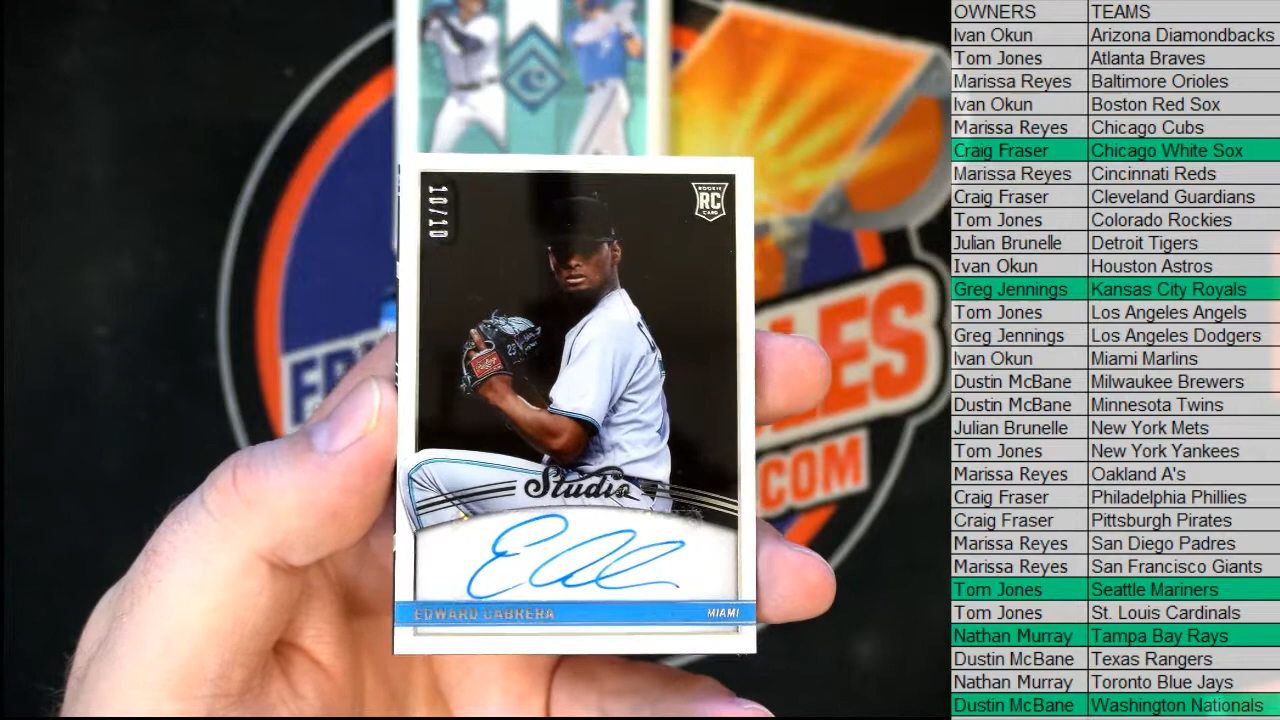 OWNERS TEAMS
Ivan Okun Arizona Diamondbacks
Tom Jones Atlanta Braves
Marissa Reyes Baltimore Orioles
Ivan Okun Boston Red Sox
Marissa Reyes Chicago Cubs
Craig Fraser Chicago White Sox
Marissa Reyes Cincinnati Reds
Craig Fraser Cleveland Guardians
Tom Jones Colorado Rockies
Julian Brunelle Detroit Tigers
Ivan Okun Houston Astros
Greg Jennings Kansas City Royals
Tom Jones Los Angeles Angels
Greg Jennings Los Angeles Dodgers
Ivan Okun Miami Marlins
Dustin McBane Milwaukee Brewers
Dustin McBane Minnesota Twins
Julian Brunelle New York Mets
Tom Jones New York Yankees
Marissa Reyes Oakland A's
Craig Fraser Philadelphia Phillies
Craig Fraser Pittsburgh Pirates
Marissa Reyes San Diego Padres
Marissa Reyes San Francisco Giants
Tom Jones Seattle Mariners
Tom Jones St. Louis Cardinals
Nathan Murray Tampa Bay Rays
Dustin McBane Texas Rangers
Nathan Murray Toronto Blue Jays
Dustin McBane Washington Nationals
10/10
ROOKIE
RC
CARD
Studio
EDWARD CABRERA MIAMI
.COM